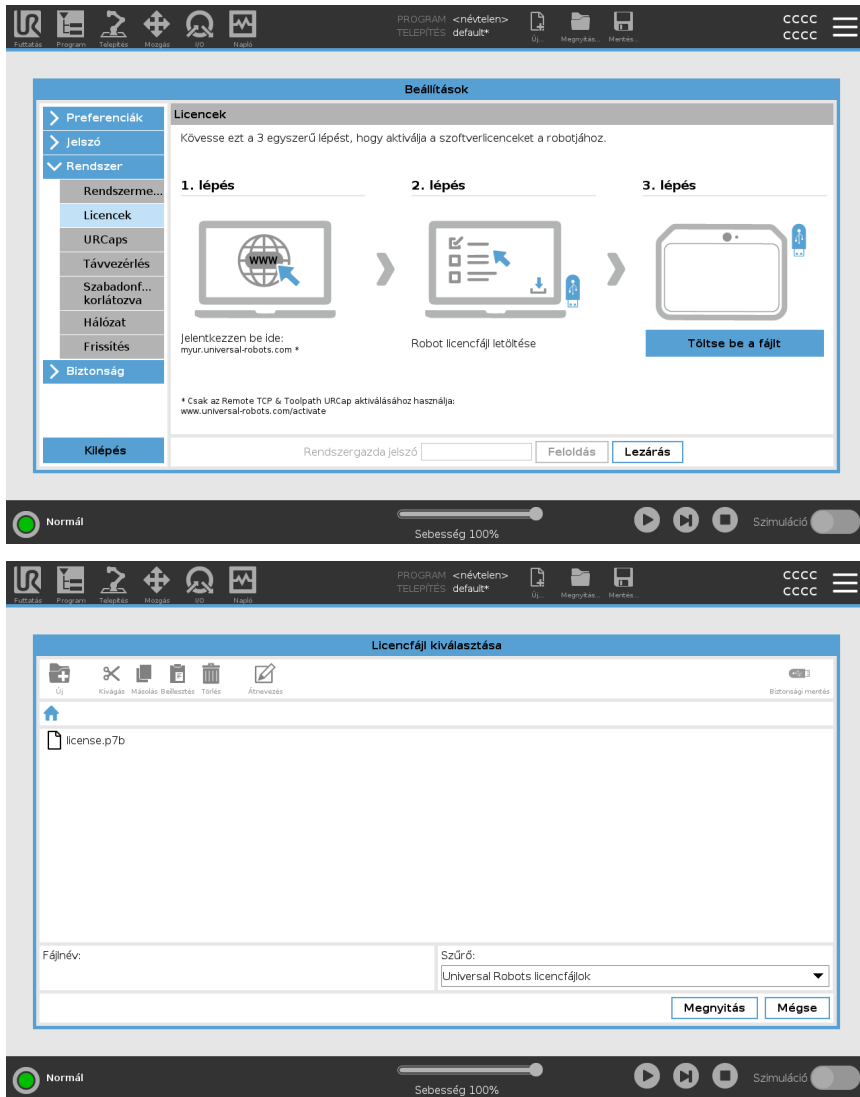 Futtatás Program Telepítés Mozgás I/O Napló
PROGRAM <névtelen>
TELEPÍTÉS default*
Új... Megnyitás... Mentés...
CCCC
CCCC
Beállítások
Preferenciák
Jelszó
Rendszer
Rendszerme...
Licencek
URCaps
Távvezérlés
Szabadonf...
korlátozva
Hálózat
Frissítés
Biztonság
Kilépés
Licencek
Kövesse ezt a 3 egyszerű lépést, hogy aktiválja a szoftverlicenceket a robotjához.
1. lépés
2. lépés
3. lépés
WWW
Jelentkezzen be ide:
myur.universal-robots.com *
Robot licencfájl letöltése
Töltse be a fájlt
* Csak az Remote TCP & Toolpath URCap aktiválásához használja:
www.universal-robots.com/activate
Rendszergazda jelszó Feloldás Lezárás
Normál
Sebesség 100%
Szimuláció
Futtatás Program Telepítés Mozgás I/O Napló
PROGRAM <névtelen>
TELEPÍTÉS default*
Új... Megnyitás... Mentés...
CCCC
CCCC
Licencfájl kiválasztása
Új Kivágás Másolás Beillesztés Törlés Átnevezés Biztonsági mentés
license.p7b
Fájlnév:
Szűrő:
Universal Robots licencfájlok
Megnyitás Mégse
Normál
Sebesség 100%
Szimuláció